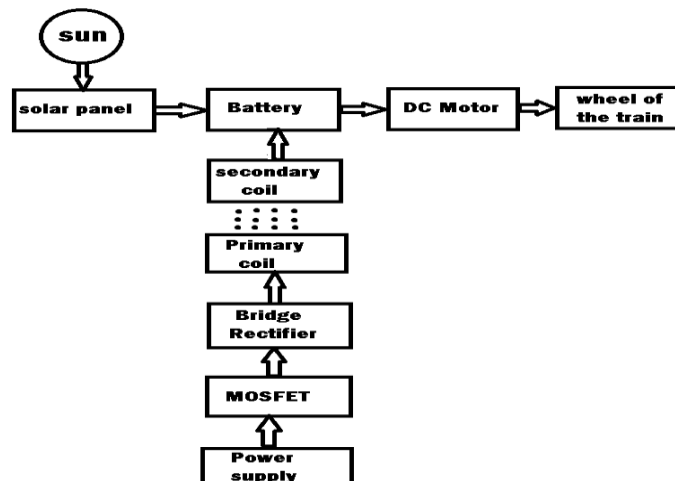 sun
solar panel
Battery
DC Motor
wheel of
the train
secondary
coil
Primary
coil
Bridge
Rectifier
MOSFET
Power
supply